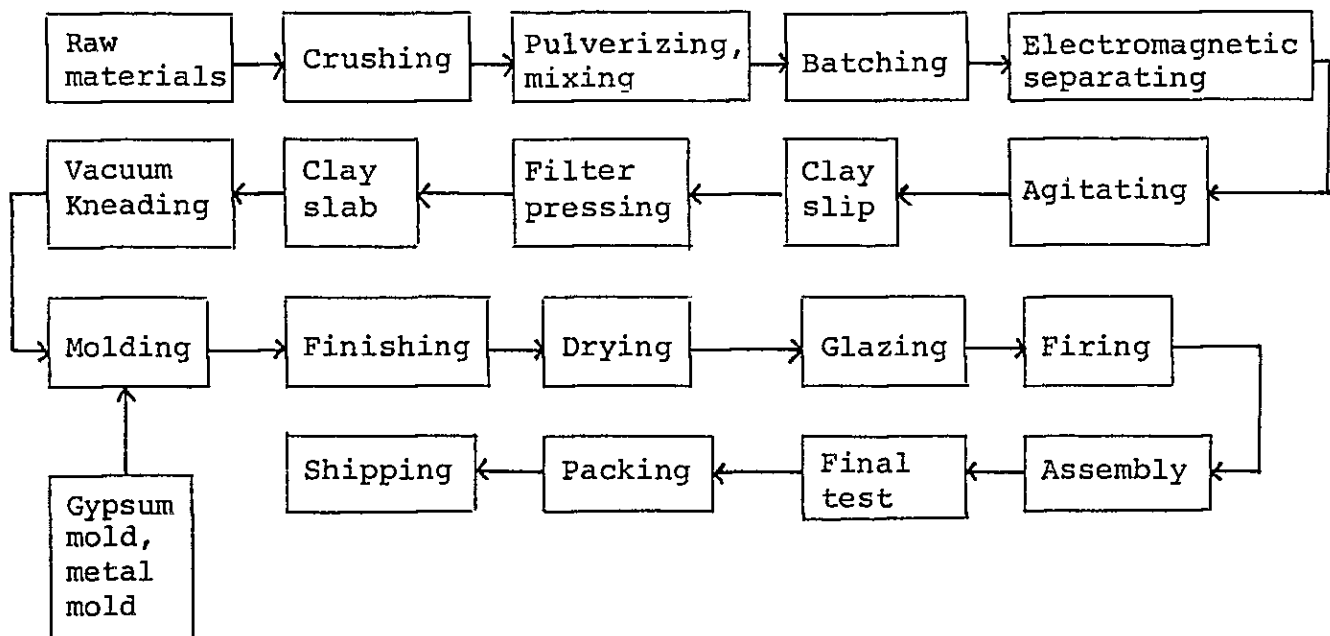 Raw
materials
Crushing
Pulverizing,
mixing
Batching
Electromagnetic
separating
Agitating
Clay
slip
Filter
pressing
Clay
slab
Vacuum
Kneading
Molding
Finishing
Drying
Glazing
Firing
Assembly
Final
test
Packing
Shipping
Gypsum
mold,
metal
mold